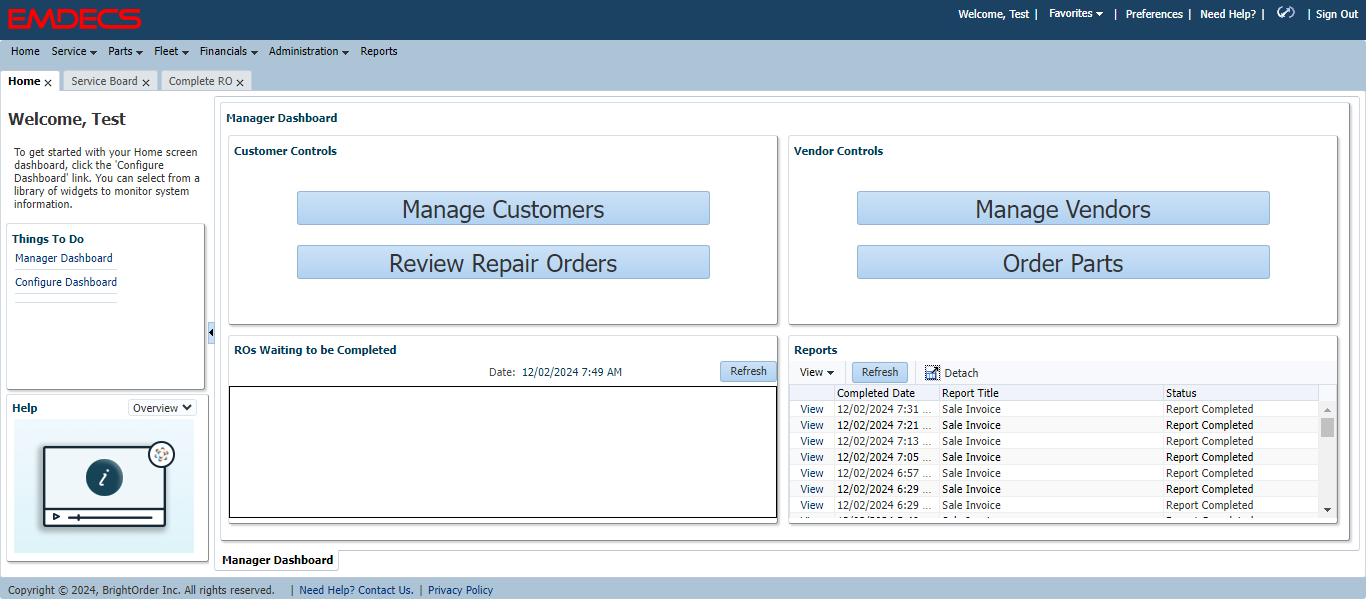 EMDECS
Welcome, Test | Favorites | Preferences | Need Help? | | Sign Out
Home Service Parts Fleet Financials Administration Reports
Home Service Board Complete RO
Welcome, Test
To get started with your Home screen
dashboard, click the 'Configure
Dashboard' link. You can select from a
library of widgets to monitor system
information.
Things To Do
Manager Dashboard
Configure Dashboard
Help Overview
i
Manager Dashboard
Customer Controls
Manage Customers
Review Repair Orders
Vendor Controls
Manage Vendors
Order Parts
ROs Waiting to be Completed
Date: 12/02/2024 7:49 AM Refresh
Reports
View Refresh Detach
Completed Date Report Title Status
View 12/02/2024 7:31 ... Sale Invoice Report Completed
View 12/02/2024 7:21 ... Sale Invoice Report Completed
View 12/02/2024 7:13 ... Sale Invoice Report Completed
View 12/02/2024 7:05 ... Sale Invoice Report Completed
View 12/02/2024 6:57 ... Sale Invoice Report Completed
View 12/02/2024 6:29 ... Sale Invoice Report Completed
View 12/02/2024 6:29 ... Sale Invoice Report Completed
Manager Dashboard
Copyright © 2024, BrightOrder Inc. All rights reserved. | Need Help? Contact Us. | Privacy Policy